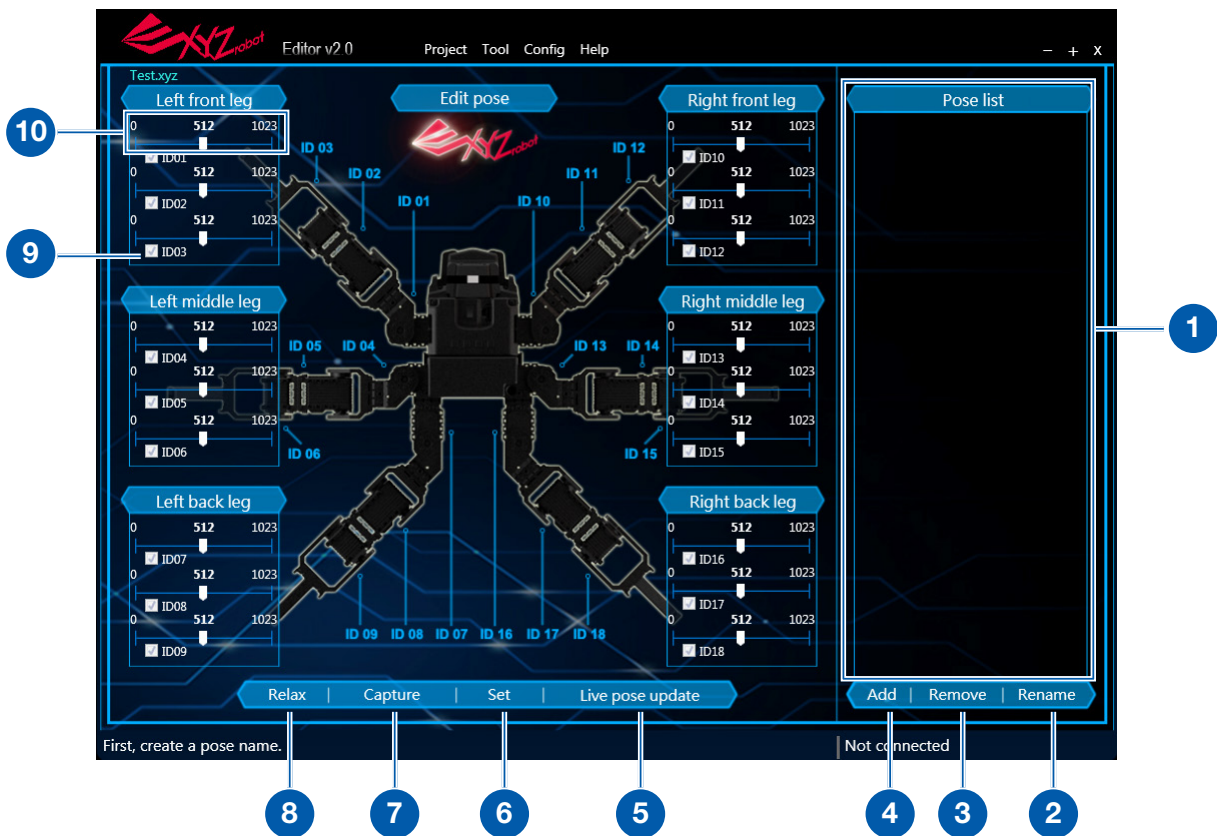 XYZrobot
Editor v2.0
Project Tool Config Help
− + X
Test.xyz
Left front leg
0 512 1023
ID01
0 512 1023
ID02
0 512 1023
ID03
Left middle leg
0 512 1023
ID04
0 512 1023
ID05
0 512 1023
ID06
Left back leg
0 512 1023
ID07
0 512 1023
ID08
0 512 1023
ID09
Edit pose
XYZrobot
ID 03
ID 02
ID 01
ID 12
ID 11
ID 10
ID 05 ID 04
ID 13 ID 14
ID 06
ID 15
ID 09 ID 08 ID 07 ID 16 ID 17 ID 18
Right front leg
0 512 1023
ID10
0 512 1023
ID11
0 512 1023
ID12
Right middle leg
0 512 1023
ID13
0 512 1023
ID14
0 512 1023
ID15
Right back leg
0 512 1023
ID16
0 512 1023
ID17
0 512 1023
ID18
Pose list
Relax | Capture | Set | Live pose update
Add | Remove | Rename
First, create a pose name.
Not connected
10
9
1
8 7 6 5 4 3 2